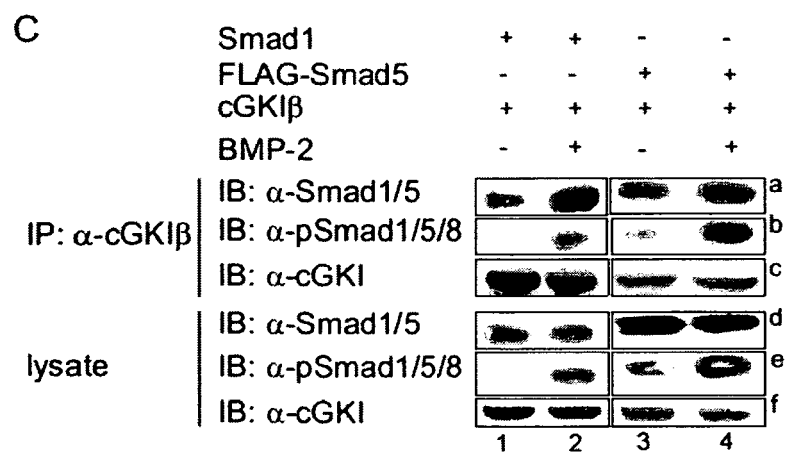 C
Smad1 + + - -
FLAG-Smad5 - - + +
cGKIβ + + + +
BMP-2 - + - +
IP: α-cGKIβ
IB: α-Smad1/5 a
IB: α-pSmad1/5/8 b
IB: α-cGKI c
lysate
IB: α-Smad1/5 d
IB: α-pSmad1/5/8 e
IB: α-cGKI f
1 2 3 4